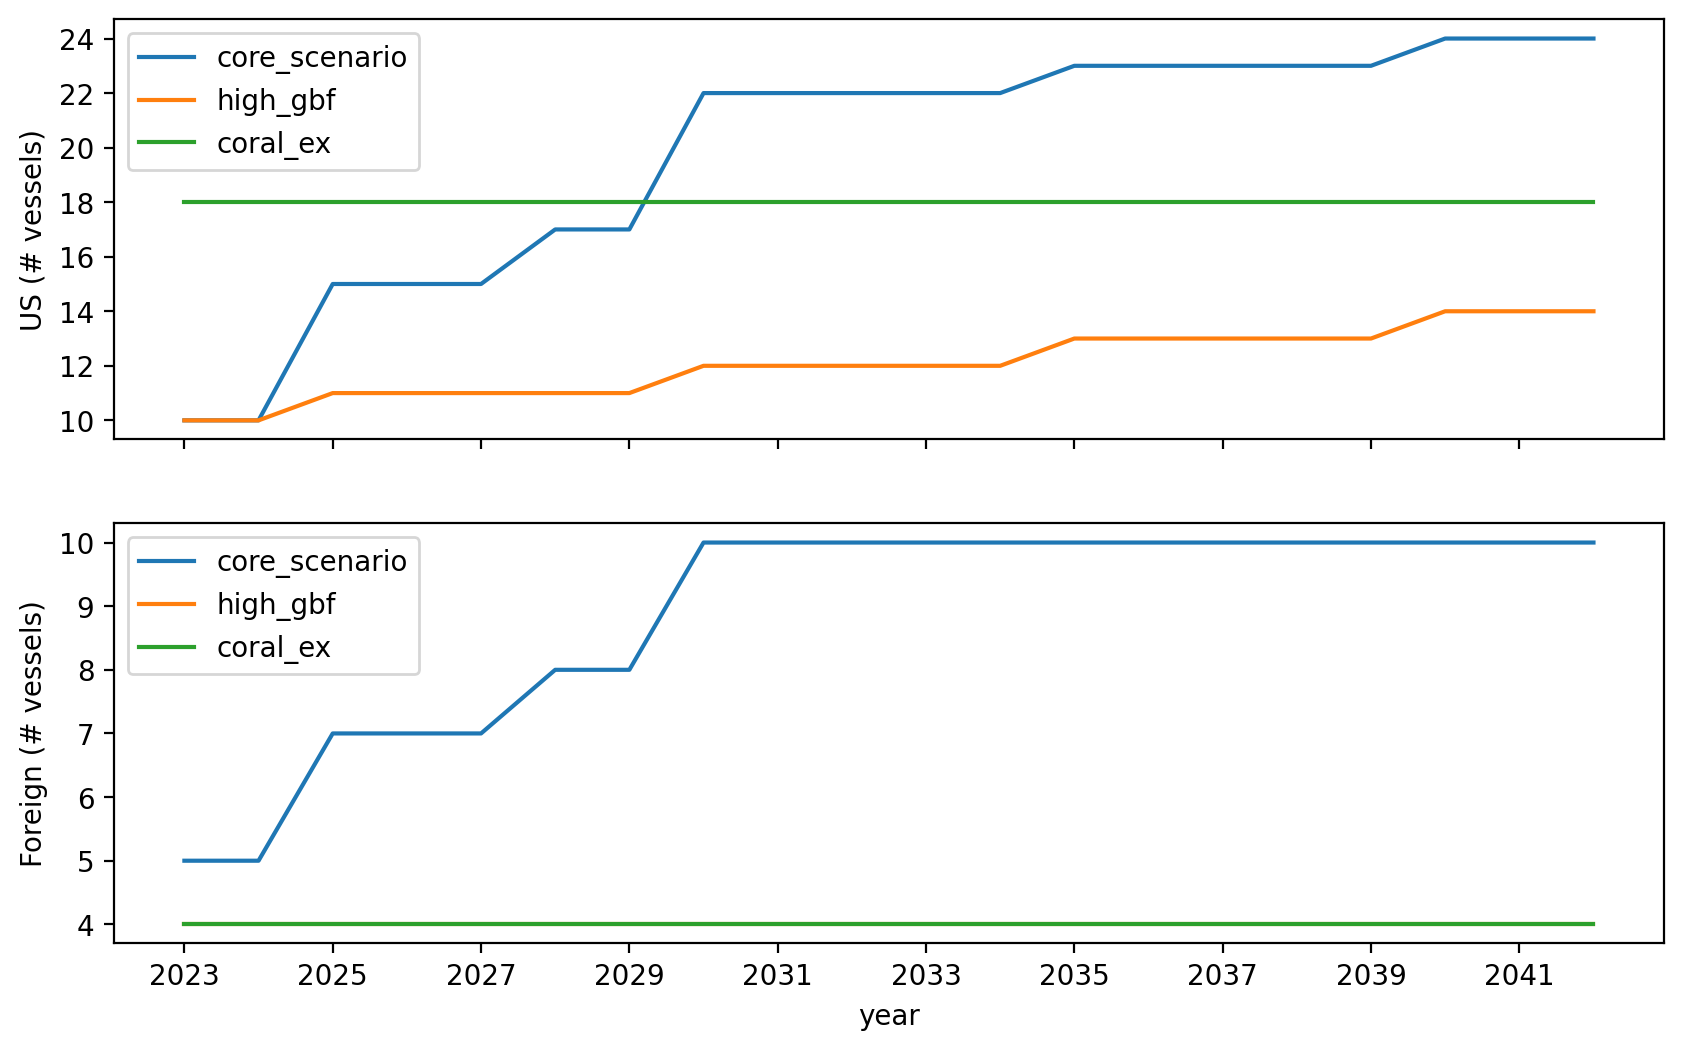 24
22
20
18
16
14
12
10
US (# vessels)
core_scenario
high_gbf
coral_ex
10
9
8
7
6
5
4
Foreign (# vessels)
core_scenario
high_gbf
coral_ex
2023 2025 2027 2029 2031 2033 2035 2037 2039 2041
year